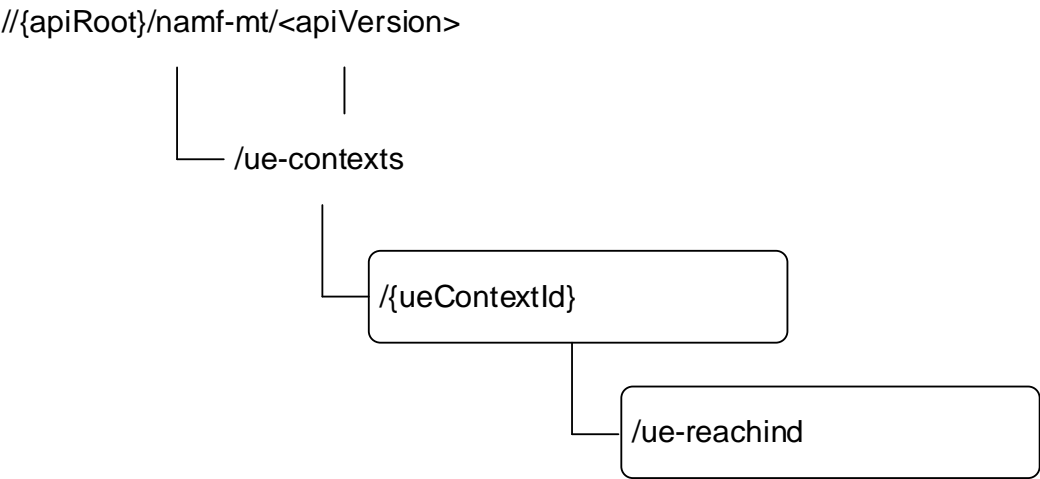 //{apiRoot}/namf-mt/<apiVersion>
/ue-contexts
/{ueContextId}
/ue-reachind